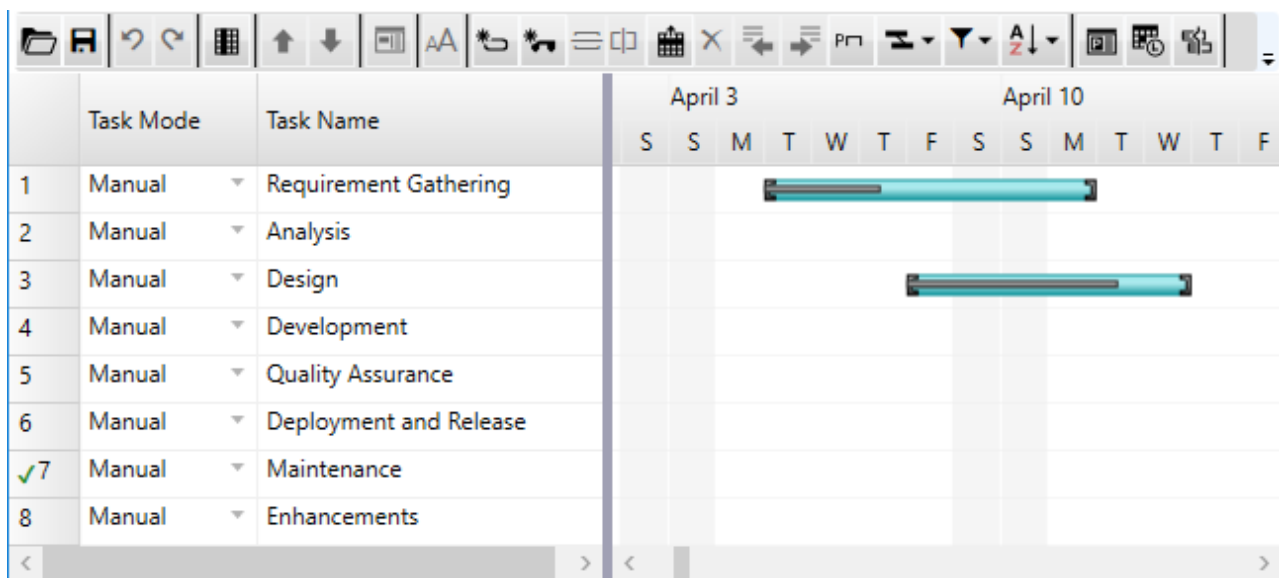 April 3 April 10
Task Mode Task Name
S S M T W T F S S M T W T F
1 Manual Requirement Gathering
2 Manual Analysis
3 Manual Design
4 Manual Development
5 Manual Quality Assurance
6 Manual Deployment and Release
7 Manual Maintenance
8 Manual Enhancements